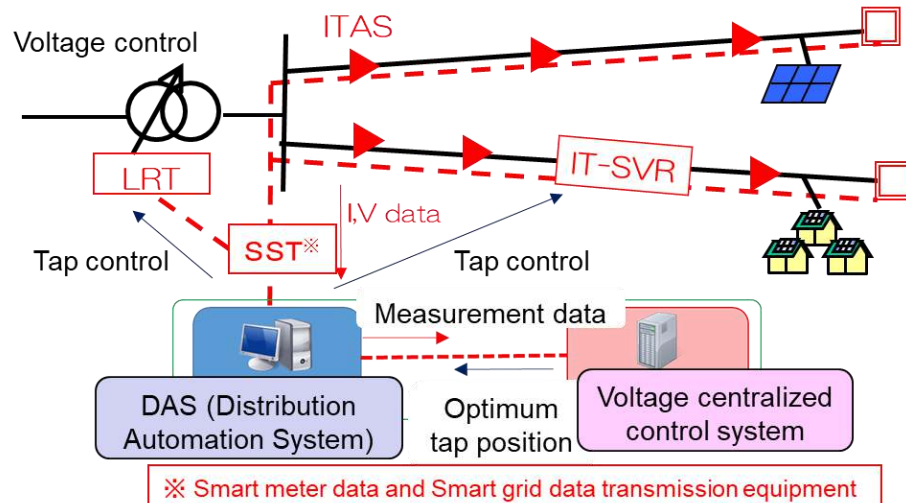 Voltage control
ITAS
LRT
IT-SVR
I,V data
SST※
Tap control
Tap control
Measurement data
DAS (Distribution
Automation System)
Optimum
tap position
Voltage centralized
control system
※ Smart meter data and Smart grid data transmission equipment